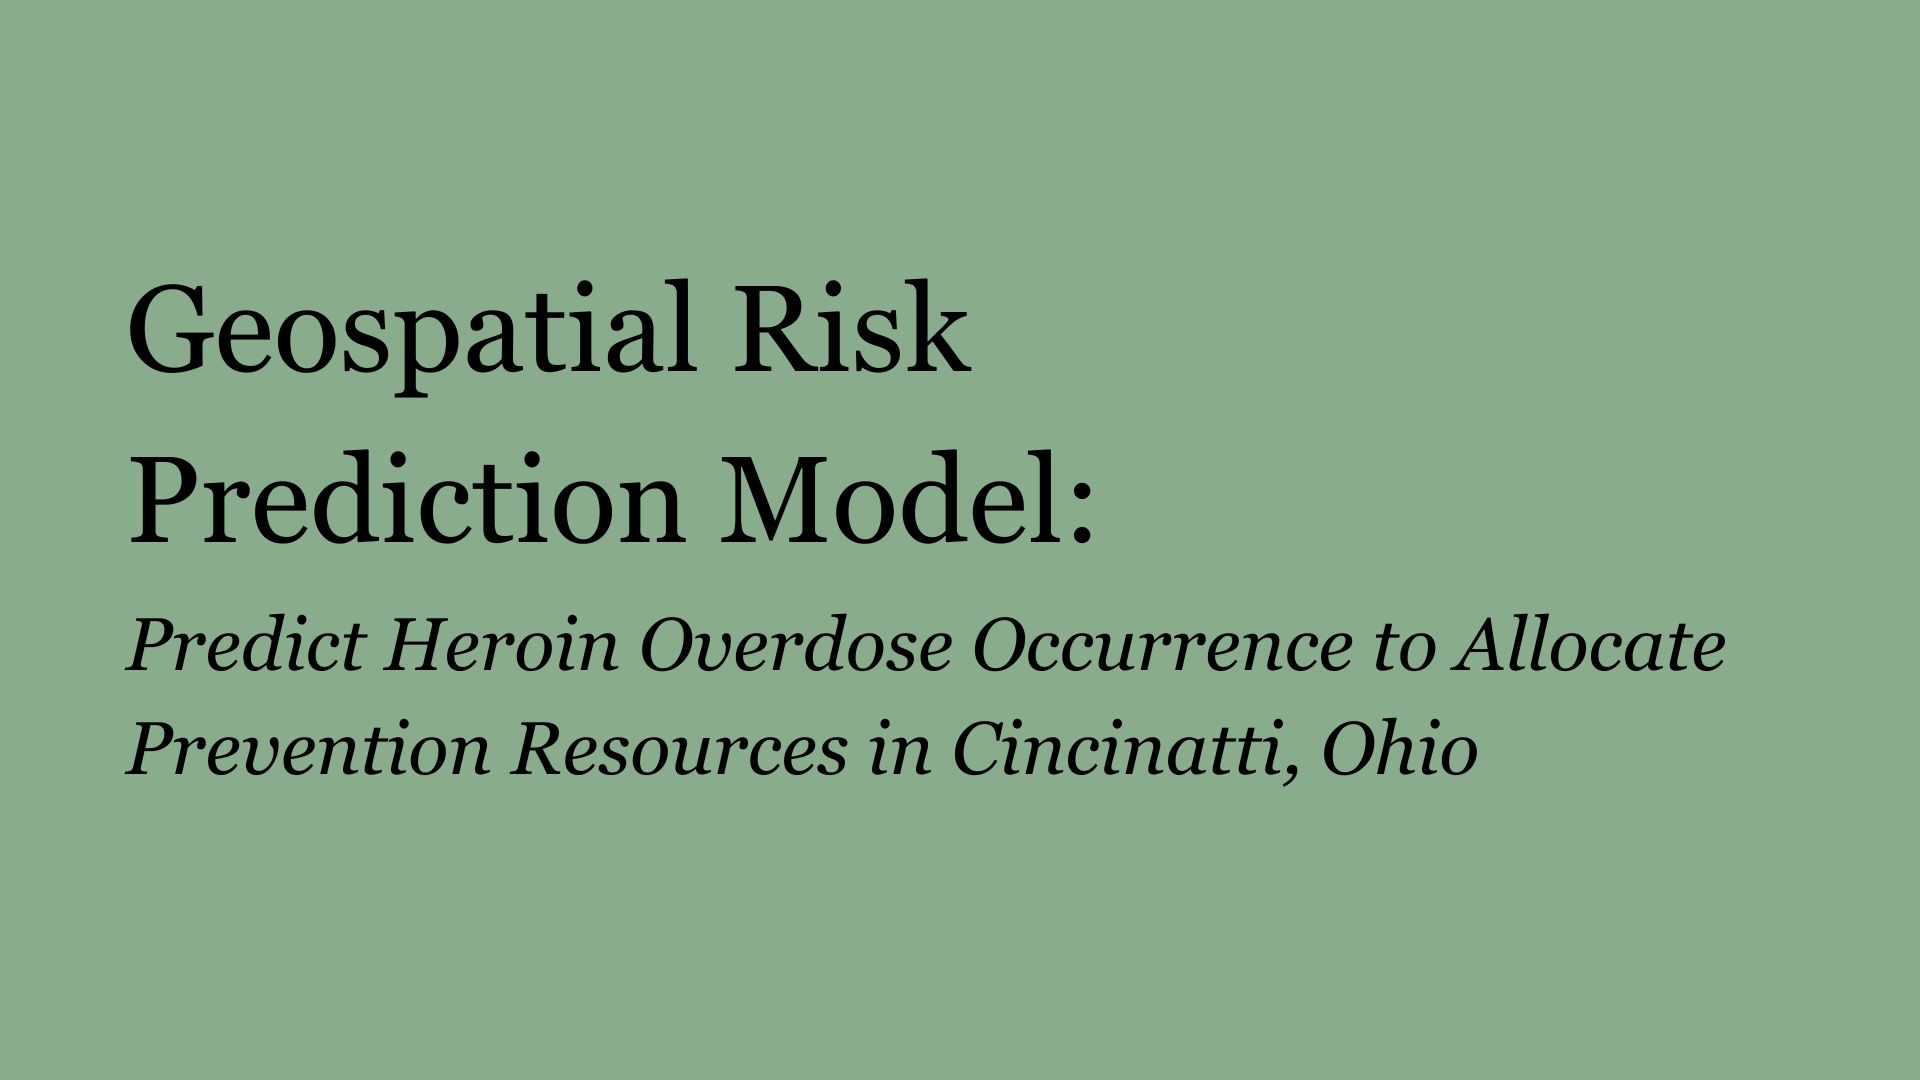 Geospatial Risk
Prediction Model:
Predict Heroin Overdose Occurrence to Allocate
Prevention Resources in Cincinatti, Ohio